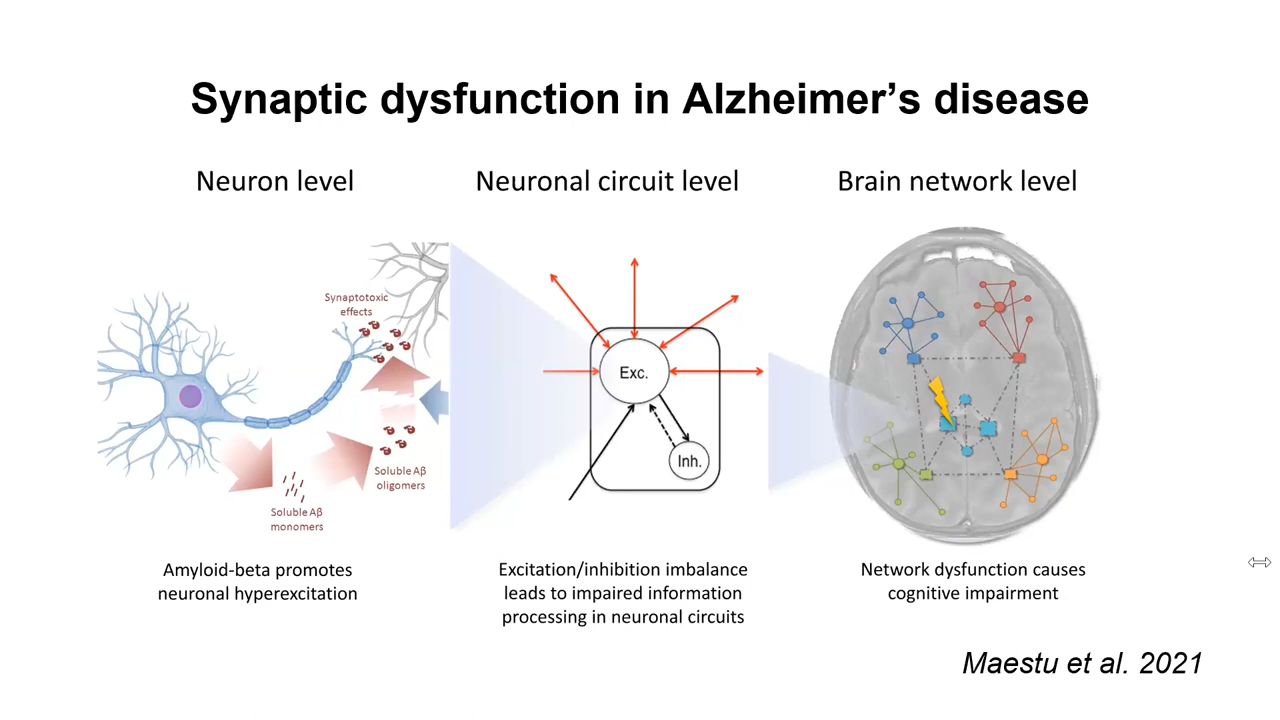 Synaptic dysfunction in Alzheimer’s disease
Neuron level
Neuronal circuit level
Brain network level
Synaptotoxic
effects
Soluble Aβ
oligomers
Soluble Aβ
monomers
Exc.
Inh.
Amyloid-beta promotes
neuronal hyperexcitation
Excitation/inhibition imbalance
leads to impaired information
processing in neuronal circuits
Network dysfunction causes
cognitive impairment
Maestu et al. 2021